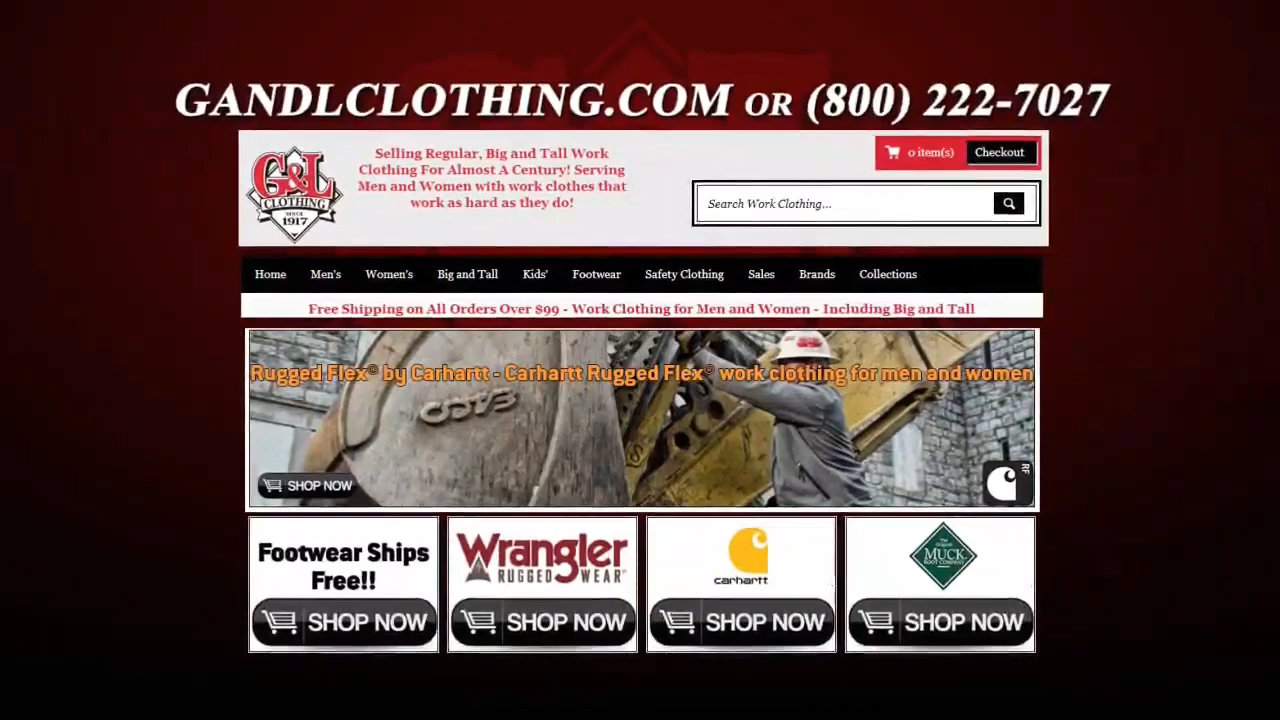 GANDLCLOTHING.COM OR (800) 222-7027
G&L
CLOTHING
SINCE
1917
Selling Regular, Big and Tall Work
Clothing For Almost A Century! Serving
Men and Women with work clothes that
work as hard as they do!
0 item(s) Checkout
Search Work Clothing...
Home Men's Women's Big and Tall Kids' Footwear Safety Clothing Sales Brands Collections
Free Shipping on All Orders Over $99 - Work Clothing for Men and Women - Including Big and Tall
Rugged Flex® by Carhartt - Carhartt Rugged Flex® work clothing for men and women
SHOP NOW
RF
Footwear Ships
Free!!
SHOP NOW
Wrangler
RUGGED WEAR®
SHOP NOW
carhartt
SHOP NOW
The Original
MUCK
BOOT COMPANY
SHOP NOW